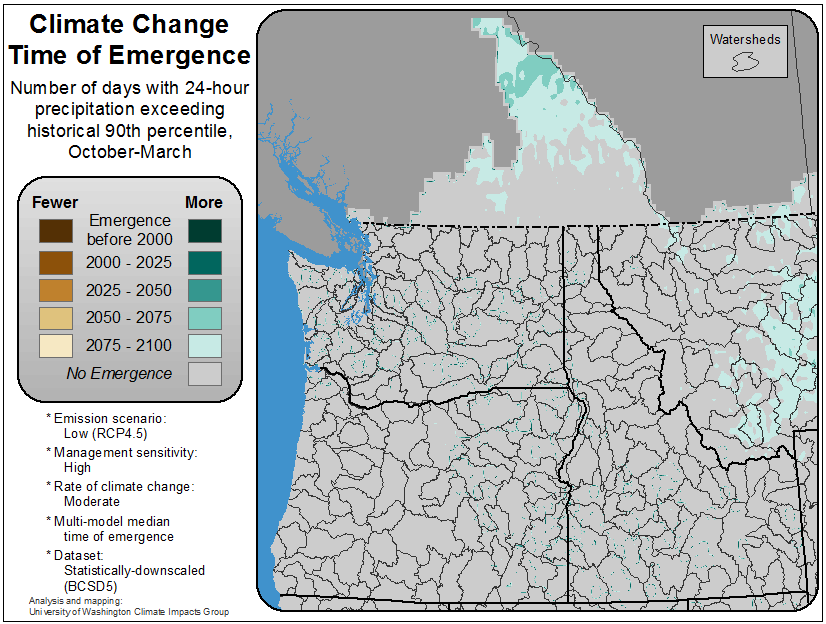 Climate Change
Time of Emergence
Number of days with 24-hour
precipitation exceeding
historical 90th percentile,
October-March
Fewer More
Emergence
before 2000
2000 - 2025
2025 - 2050
2050 - 2075
2075 - 2100
No Emergence
* Emission scenario:
Low (RCP4.5)
* Management sensitivity:
High
* Rate of climate change:
Moderate
* Multi-model median
time of emergence
* Dataset:
Statistically-downscaled
(BCSD5)
Analysis and mapping:
University of Washington Climate Impacts Group
Watersheds